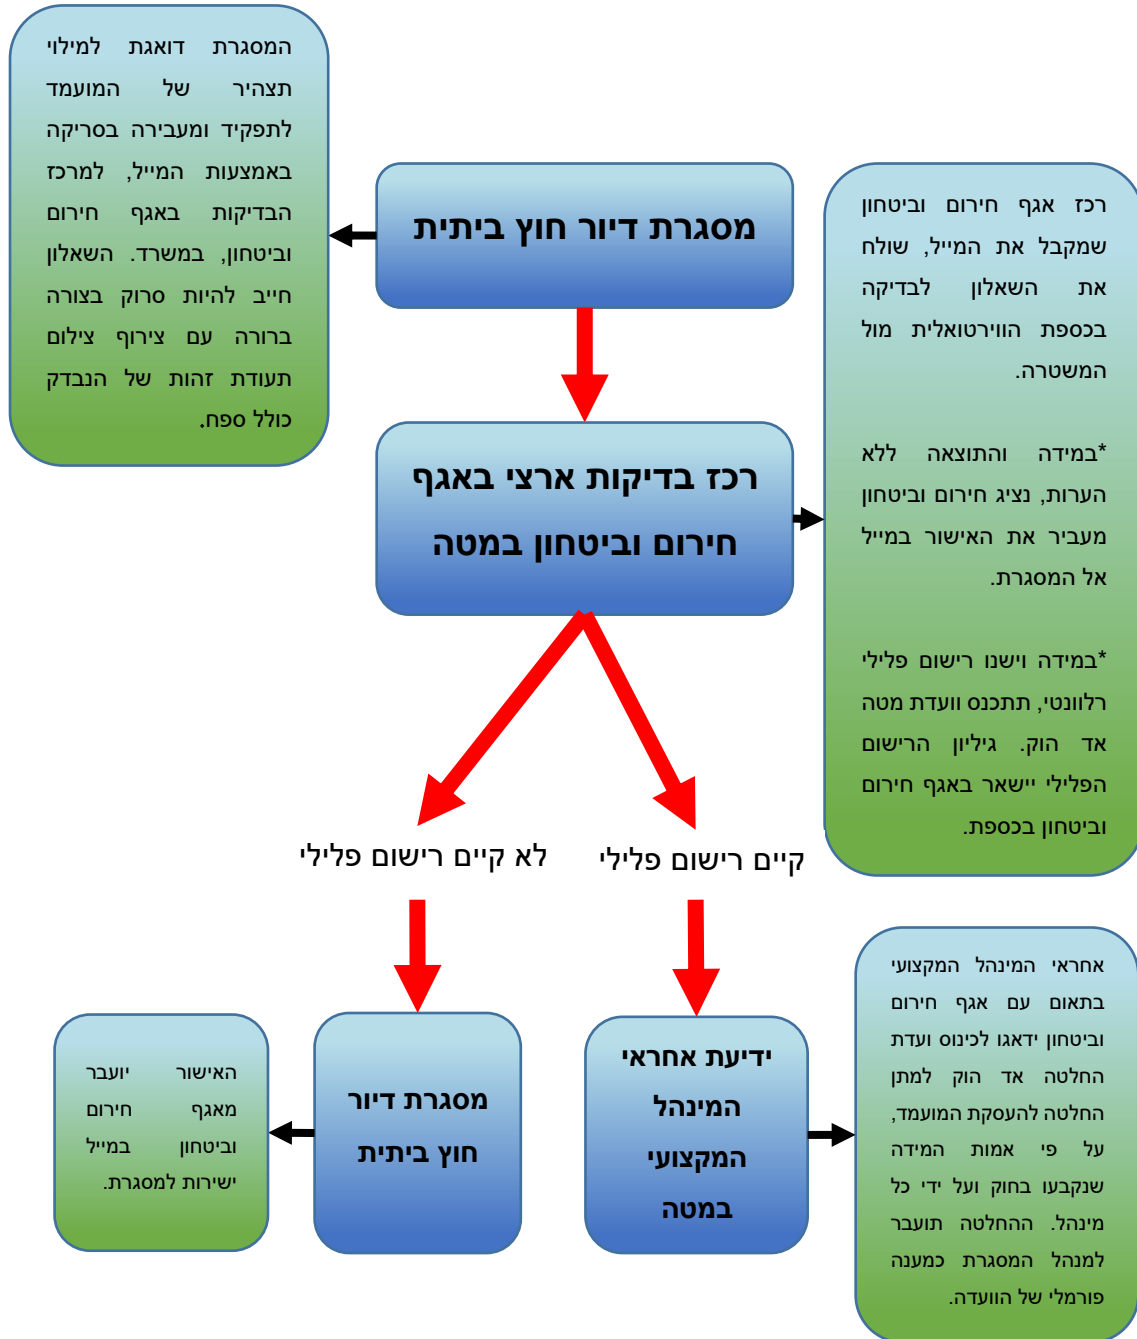 המסגרת דואגת למילוי
תצהיר של המועמד
לתפקיד ומעבירה בסריקה
באמצעות המייל, למרכז
הבדיקות באגף חירום
וביטחון, במשרד. השאלון
חייב להיות סרוק בצורה
ברורה עם צירוף צילום
תעודת זהות של הנבדק
כולל ספח.
מסגרת דיור חוץ ביתית
רכז אגף חירום וביטחון
שמקבל את המייל, שולח
את השאלון לבדיקה
בכספת הווירטואלית מול
המשטרה.
*במידה והתוצאה ללא
הערות, נציג חירום וביטחון
מעביר את האישור במייל
אל המסגרת.
*במידה וישנו רישום פלילי
רלוונטי, תתכנס וועדת מטה
אד הוק. גיליון הרישום
הפלילי יישאר באגף חירום
וביטחון בכספת.
רכז בדיקות ארצי באגף
חירום וביטחון במטה
קיים רישום פלילי
לא קיים רישום פלילי
אחראי המינהל המקצועי
בתאום עם אגף חירום
וביטחון ידאגו לכינוס ועדת
החלטה אד הוק למתן
החלטה להעסקת המועמד,
על פי אמות המידה
שנקבעו בחוק ועל ידי כל
מינהל. ההחלטה תועבר
למנהל המסגרת כמענה
פורמלי של הוועדה.
ידיעת אחראי
המינהל
המקצועי
במטה
מסגרת דיור
חוץ ביתית
האישור יועבר
מאגף חירום
וביטחון במייל
ישירות למסגרת.